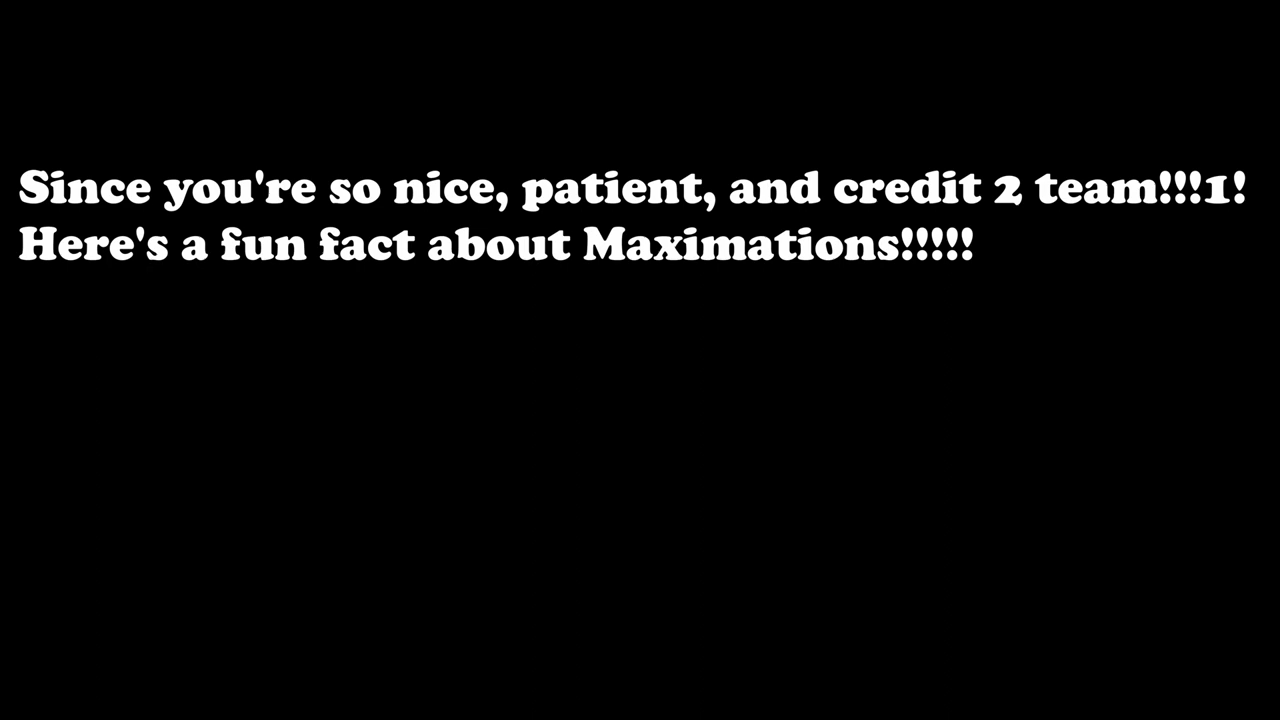 Since you're so nice, patient, and credit 2 team!!!1!
Here's a fun fact about Maximations!!!!!